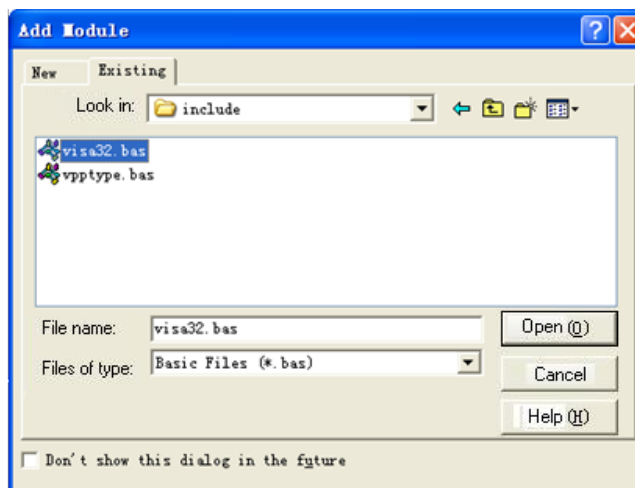 Add Module
New Existing
Look in: include
visa32.bas
vpptype.bas
File name: visa32.bas Open (O)
Files of type: Basic Files (*.bas)
Cancel
Help (H)
Don't show this dialog in the future